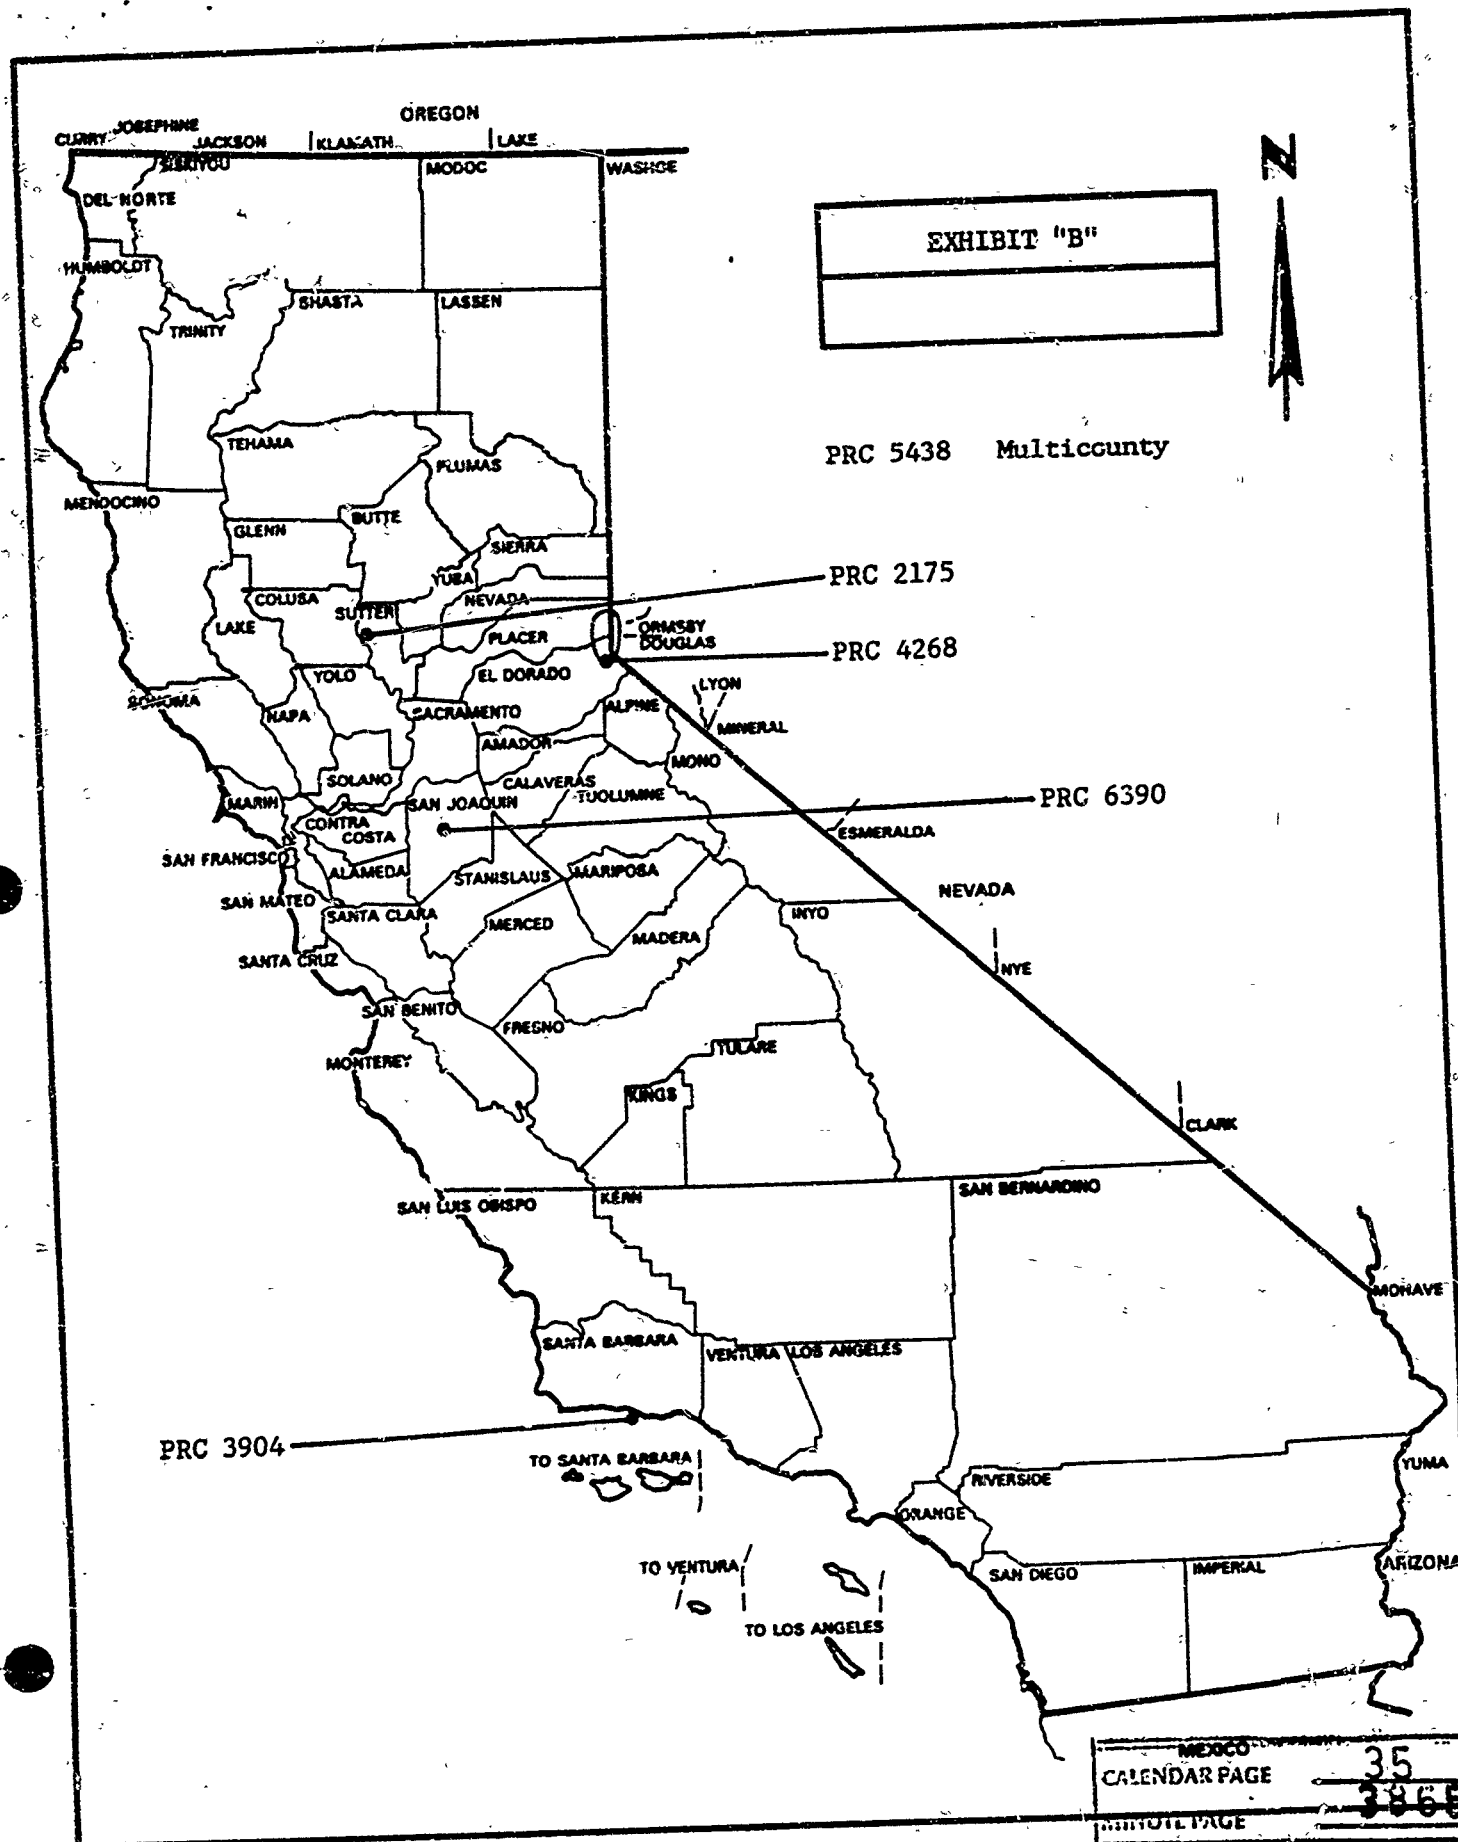 OREGON
CURRY JOSEPHINE JACKSON KLAMATH LAKE
SISKIYOU MODOC WASHOE
DEL NORTE
EXHIBIT "B"
HUMBOLDT
SHASTA LASSEN
TRINITY
TEHAMA
PRC 5438 Multicounty
PLUMAS
MENDOCINO
BUTTE
GLENN
SIERRA
YUBA
PRC 2175
COLUSA
NEVADA
SUTTER
LAKE
PLACER
ORMSBY
DOUGLAS
PRC 4268
YOLO
EL DORADO
LYON
SONOMA
NAPA
SACRAMENTO
ALPINE
MINERAL
AMADOR
MONO
SOLANO
CALAVERAS
TUOLUMNE
PRC 6390
MARIN
SAN JOAQUIN
CONTRA
COSTA
ESMERALDA
SAN FRANCISCO
ALAMEDA
STANISLAUS
MARIPOSA
NEVADA
SAN MATEO
SANTA CLARA
MERCED
INYO
MADERA
SANTA CRUZ
NYE
SAN BENITO
FRESNO
MONTEREY
TULARE
KINGS
CLARK
SAN LUIS OBISPO
KERN
SAN BERNARDINO
MOHAVE
SANTA BARBARA
VENTURA
LOS ANGELES
PRC 3904
TO SANTA BARBARA
RIVERSIDE
YUMA
ORANGE
TO VENTURA
SAN DIEGO
IMPERIAL
ARIZONA
TO LOS ANGELES
MEXICO
CALENDAR PAGE 35
MINUTE PAGE
N